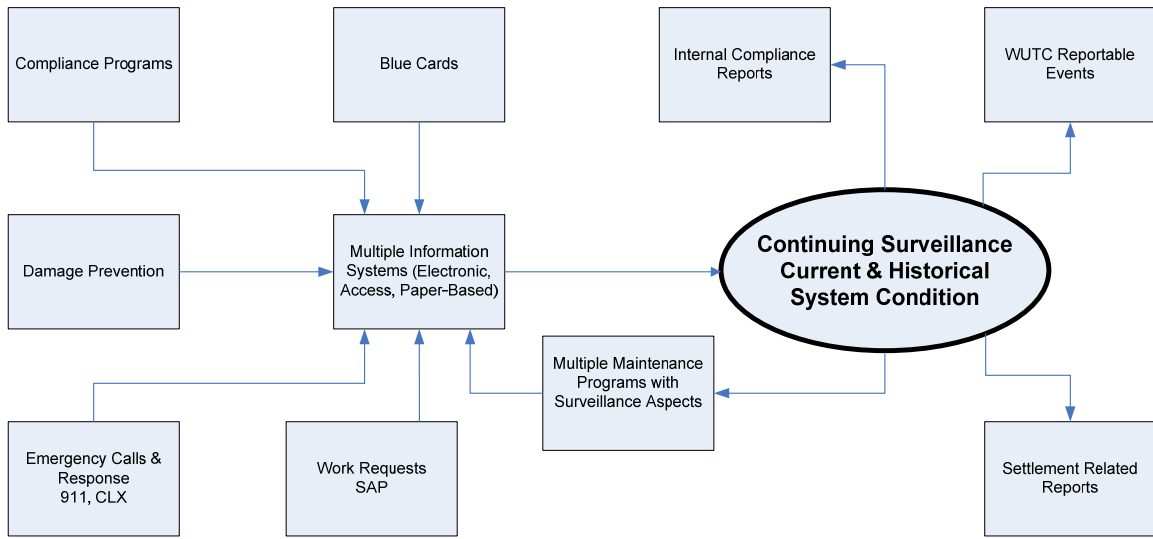 Compliance Programs
Blue Cards
Internal Compliance
Reports
WUTC Reportable
Events
Damage Prevention
Multiple Information
Systems (Electronic,
Access, Paper-Based)
Continuing Surveillance
Current & Historical
System Condition
Multiple Maintenance
Programs with
Surveillance Aspects
Emergency Calls &
Response
911, CLX
Work Requests
SAP
Settlement Related
Reports